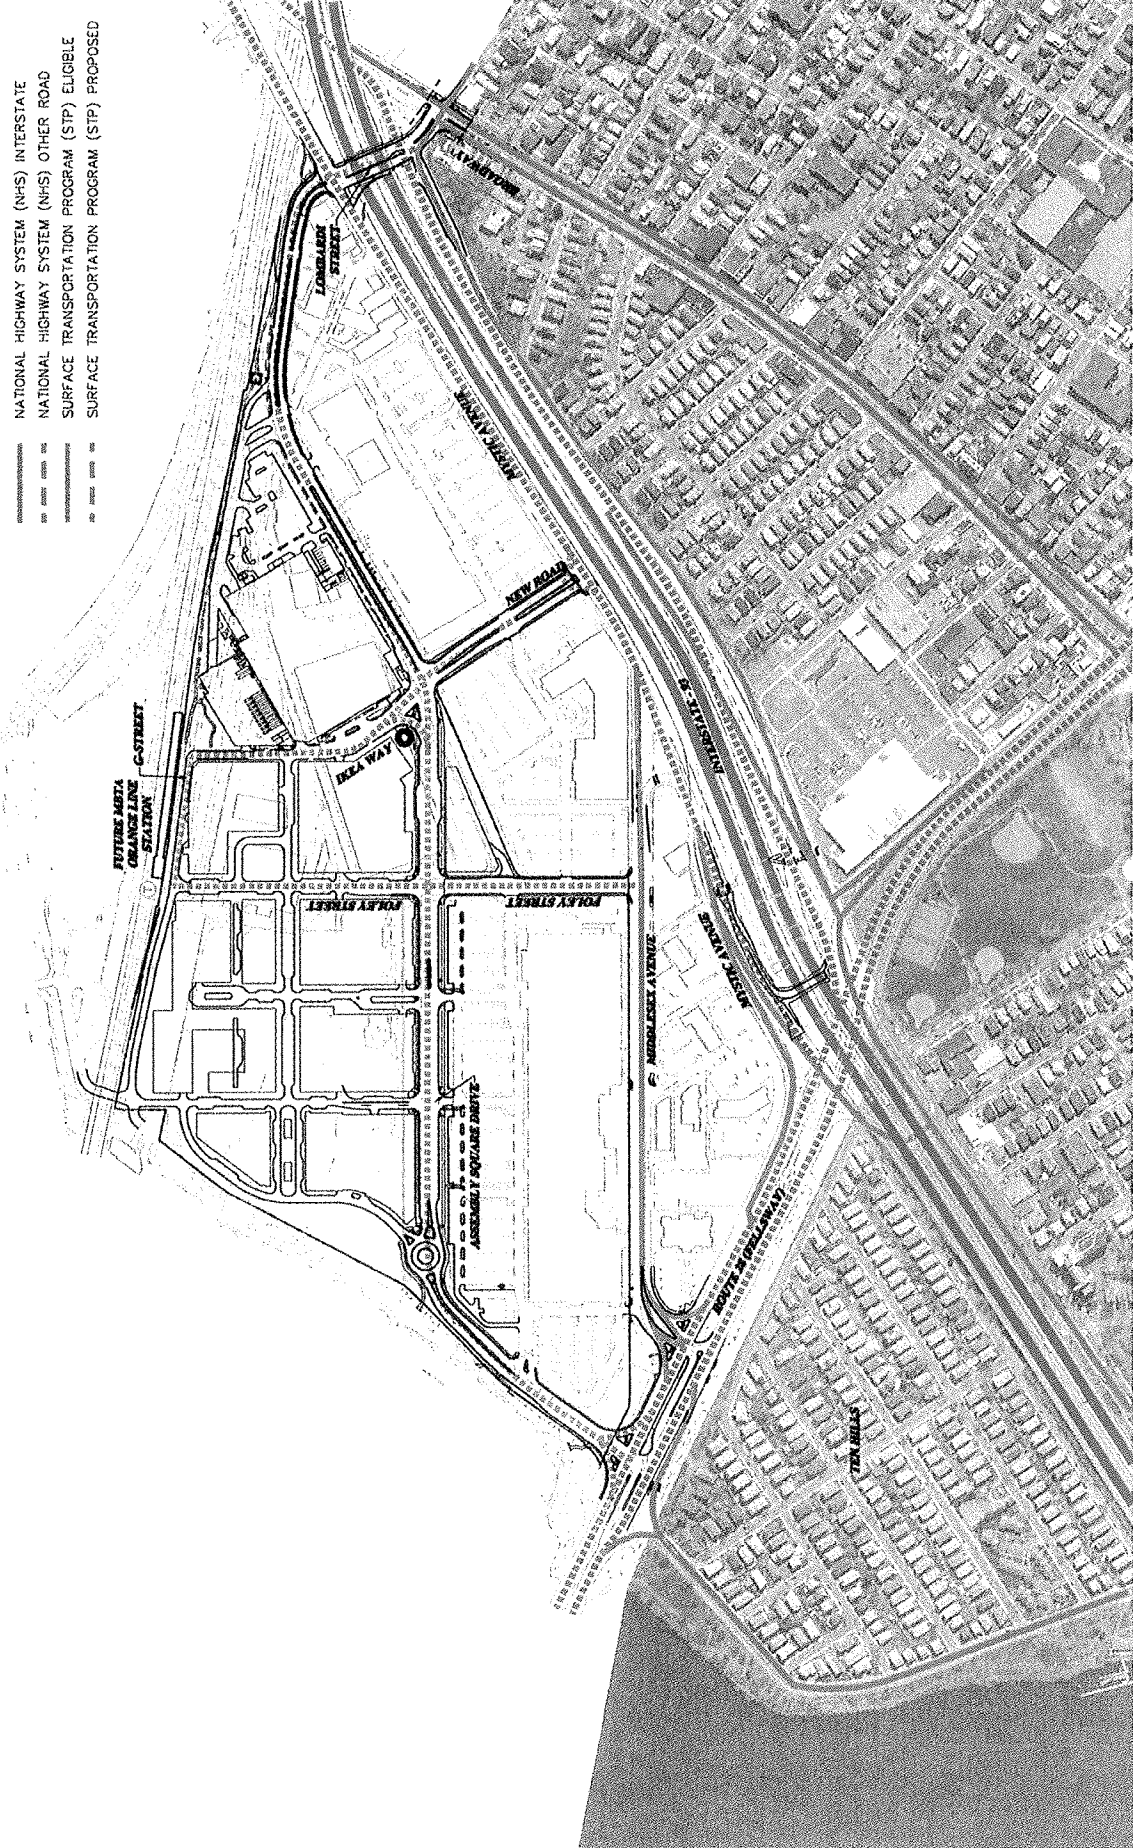 NATIONAL HIGHWAY SYSTEM (NHS) INTERSTATE
NATIONAL HIGHWAY SYSTEM (NHS) OTHER ROAD
SURFACE TRANSPORTATION PROGRAM (STP) ELIGIBLE
SURFACE TRANSPORTATION PROGRAM (STP) PROPOSED
BROADWAY
LOMBARDI
STREET
MYSTIC AVENUE
NEW ROAD
INTERSTATE - 93
G-STREET
FUTURE MBTA
ORANGE LINE
STATION
IKEA WAY
FOLEY STREET
FOLEY STREET
MIDDLESEX AVENUE
MYSTIC AVENUE
ASSEMBLY SQUARE DRIVE
ROUTE 28 (FELLSWAY)
TEN HILLS